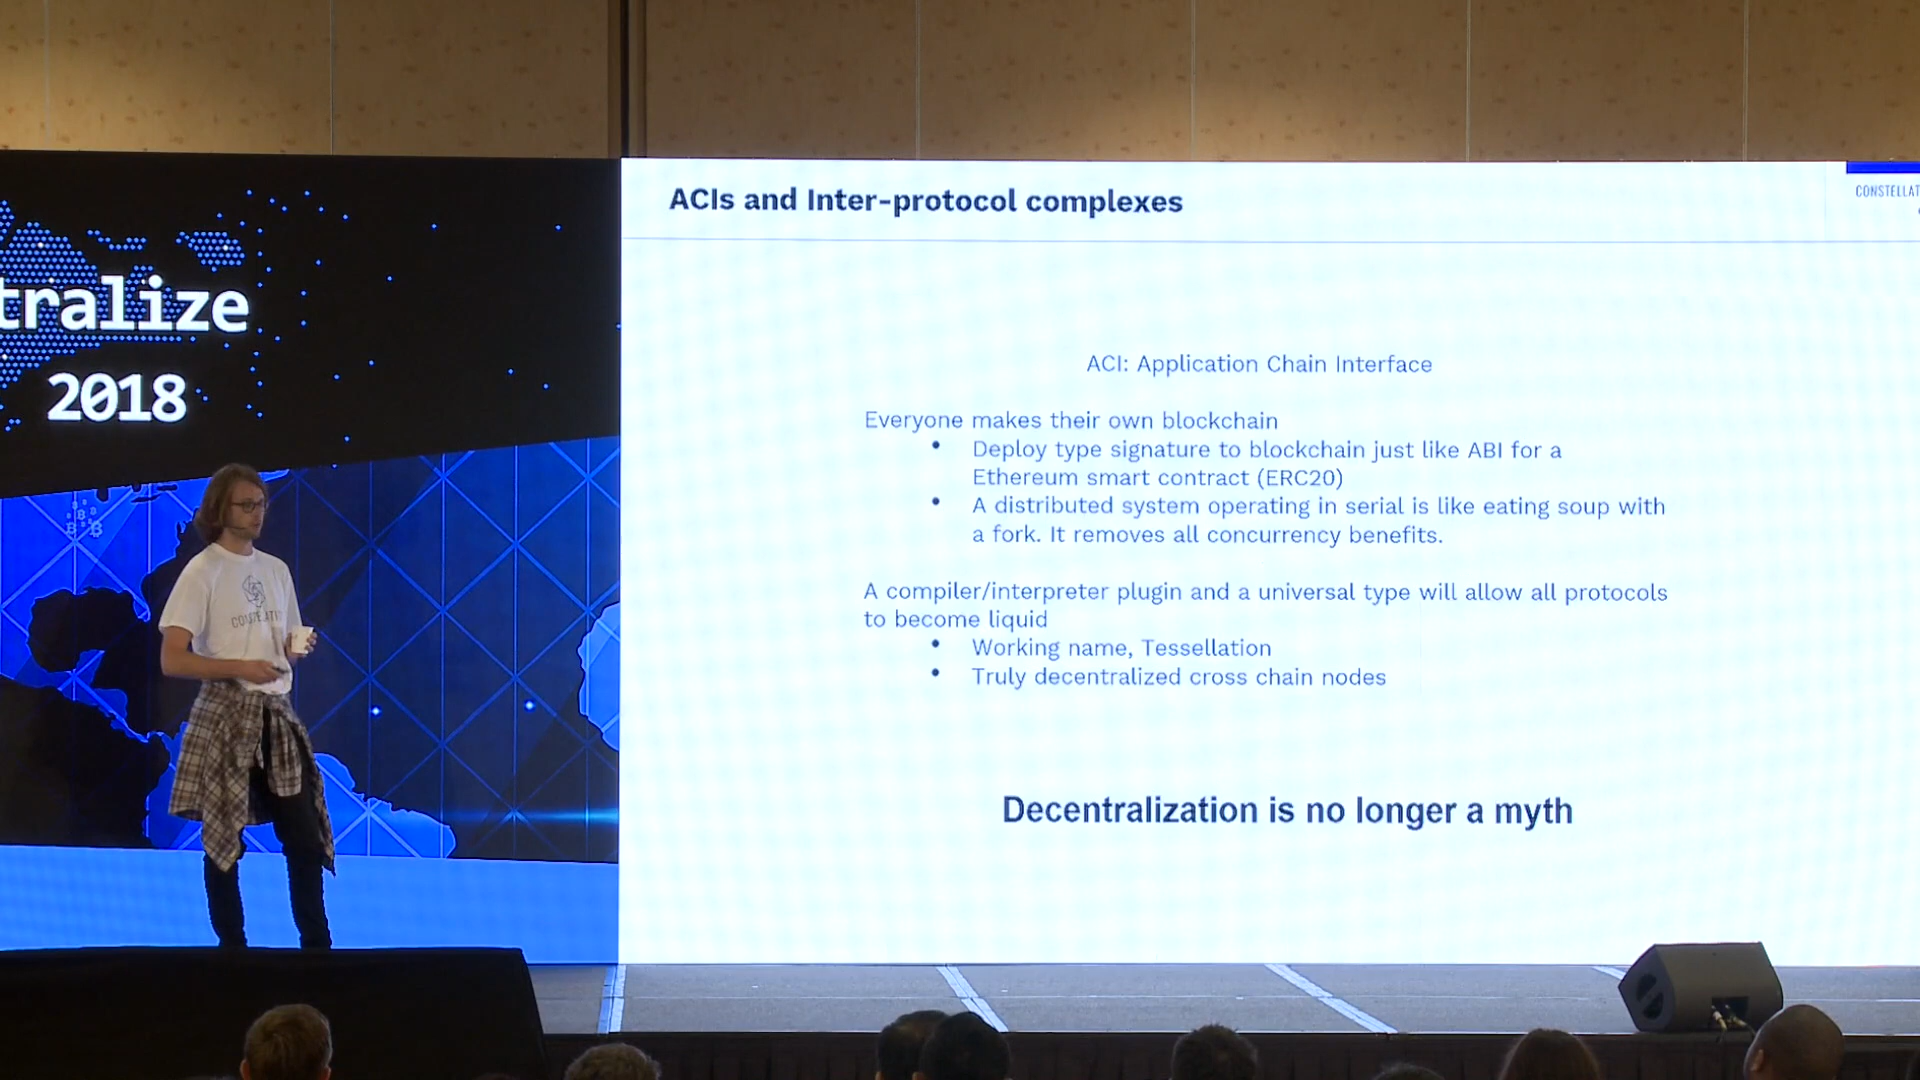 tralize
2018
ACIs and Inter-protocol complexes
CONSTELLAT
ACI: Application Chain Interface
Everyone makes their own blockchain
• Deploy type signature to blockchain just like ABI for a
Ethereum smart contract (ERC20)
• A distributed system operating in serial is like eating soup with
a fork. It removes all concurrency benefits.
A compiler/interpreter plugin and a universal type will allow all protocols
to become liquid
• Working name, Tessellation
• Truly decentralized cross chain nodes
Decentralization is no longer a myth